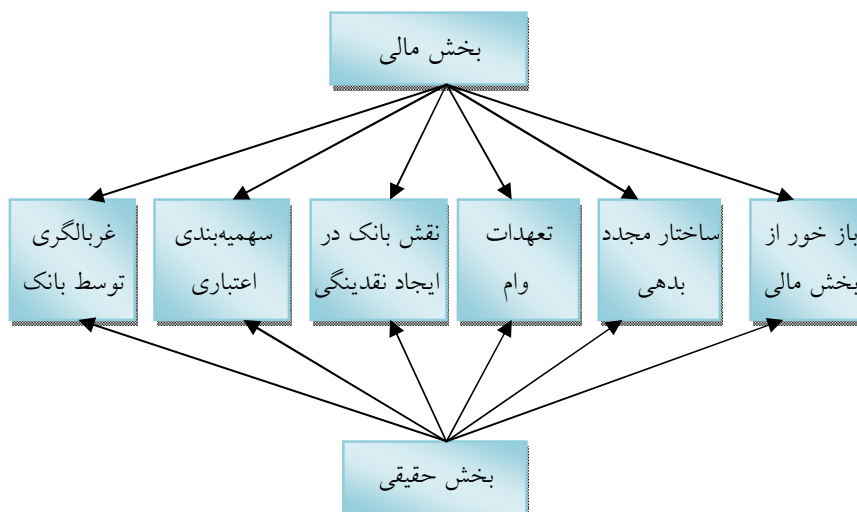 بخش مالی
باز خور از
بخش مالی
ساختار مجدد
بدهی
تعهدات
وام
نقش بانک در
ایجاد نقدینگی
سهمیه‌بندی
اعتباری
غربالگری
توسط بانک
بخش حقیقی